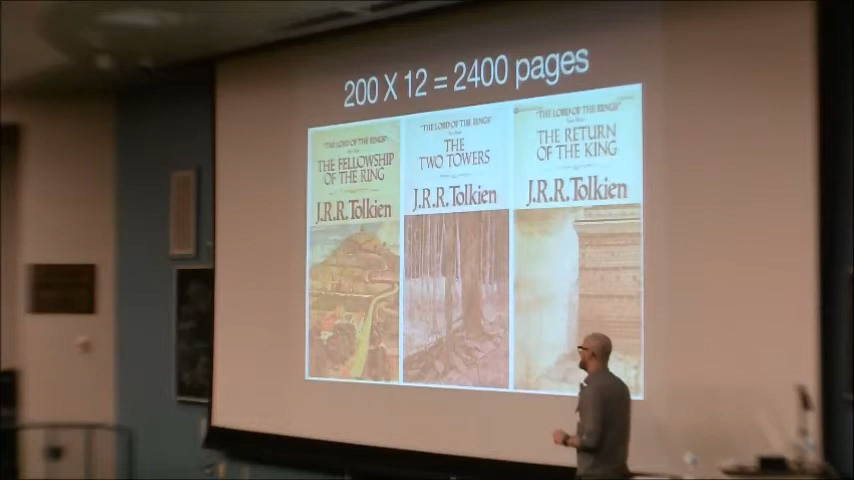 200 X 12 = 2400 pages
"THE LORD OF THE RINGS"
THE FELLOWSHIP
OF THE RING
J.R.R. Tolkien
"THE LORD OF THE RINGS"
THE
TWO TOWERS
J.R.R. Tolkien
"THE LORD OF THE RINGS"
THE RETURN
OF THE KING
J.R.R. Tolkien